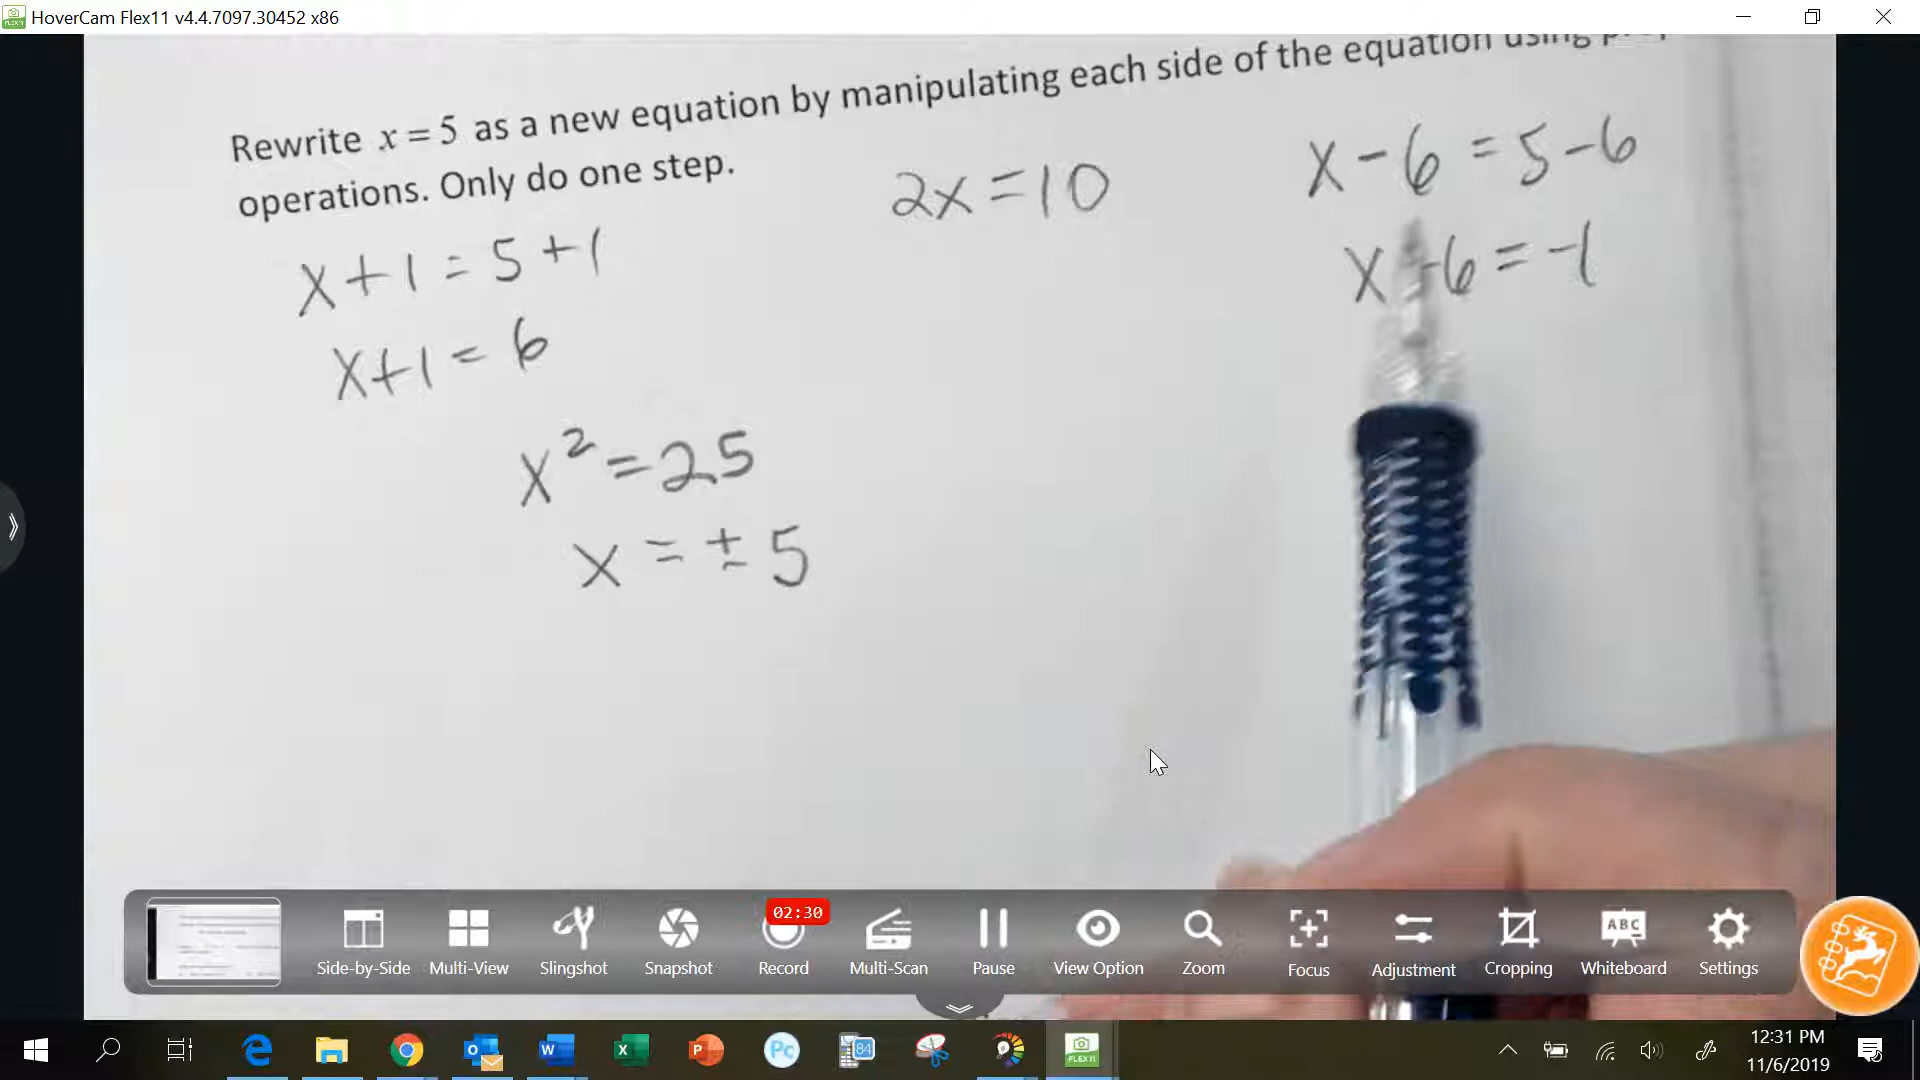 HoverCam Flex11 v4.4.7097.30452 x86
Rewrite x = 5 as a new equation by manipulating each side of the equation using
operations. Only do one step.
x+1 = 5+1
x+1 = 6
2x = 10
x-6 = 5-6
x-6 = -1
x² = 25
x = ± 5
02:30
Side-by-Side Multi-View Slingshot Snapshot Record Multi-Scan Pause View Option Zoom Focus Adjustment Cropping Whiteboard Settings
ABC
84
FLEX11
12:31 PM
11/6/2019